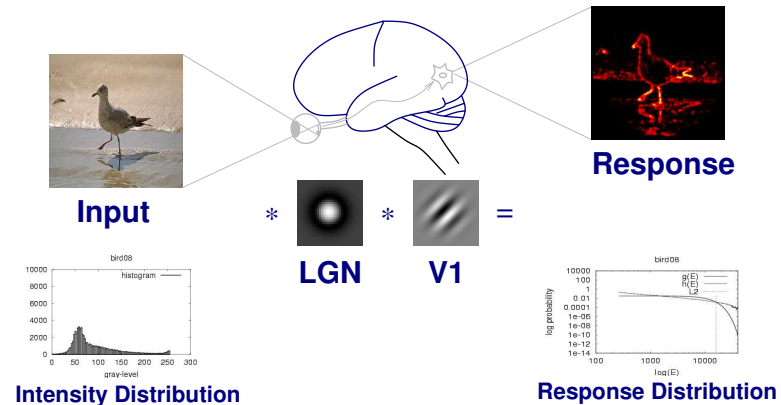 Input
*
LGN
*
V1
=
Response
bird08
histogram
10000
8000
6000
4000
2000
0
0 50 100 150 200 250 300
gray-level
Intensity Distribution
bird08
g(E)
h(E)
L2
10000
100
1
0.01
0.0001
1e-06
1e-08
1e-10
1e-12
1e-14
log probability
100 1000 10000
log(E)
Response Distribution